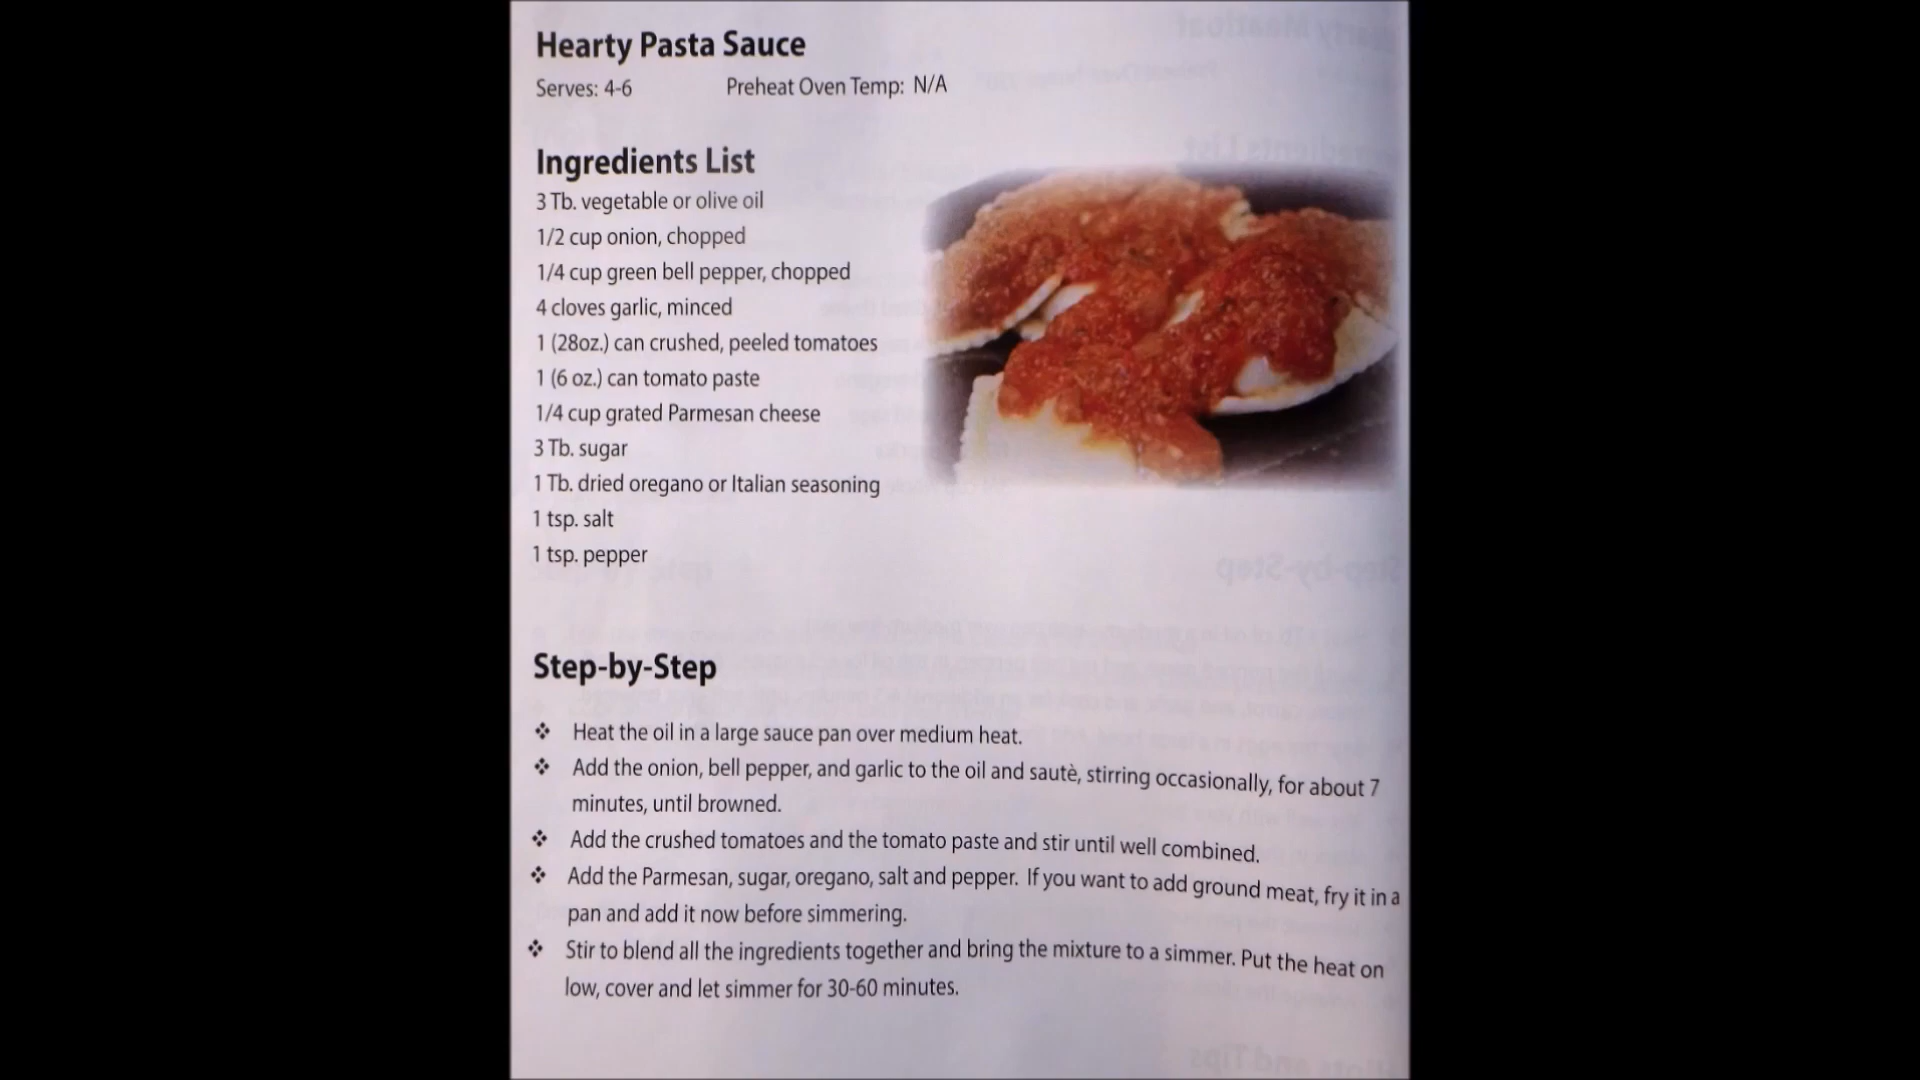 Hearty Pasta Sauce
Serves: 4-6 Preheat Oven Temp: N/A
Ingredients List
3 Tb. vegetable or olive oil
1/2 cup onion, chopped
1/4 cup green bell pepper, chopped
4 cloves garlic, minced
1 (28oz.) can crushed, peeled tomatoes
1 (6 oz.) can tomato paste
1/4 cup grated Parmesan cheese
3 Tb. sugar
1 Tb. dried oregano or Italian seasoning
1 tsp. salt
1 tsp. pepper
Step-by-Step
❖ Heat the oil in a large sauce pan over medium heat.
❖ Add the onion, bell pepper, and garlic to the oil and sautè, stirring occasionally, for about 7
minutes, until browned.
❖ Add the crushed tomatoes and the tomato paste and stir until well combined.
❖ Add the Parmesan, sugar, oregano, salt and pepper. If you want to add ground meat, fry it in a
pan and add it now before simmering.
❖ Stir to blend all the ingredients together and bring the mixture to a simmer. Put the heat on
low, cover and let simmer for 30-60 minutes.